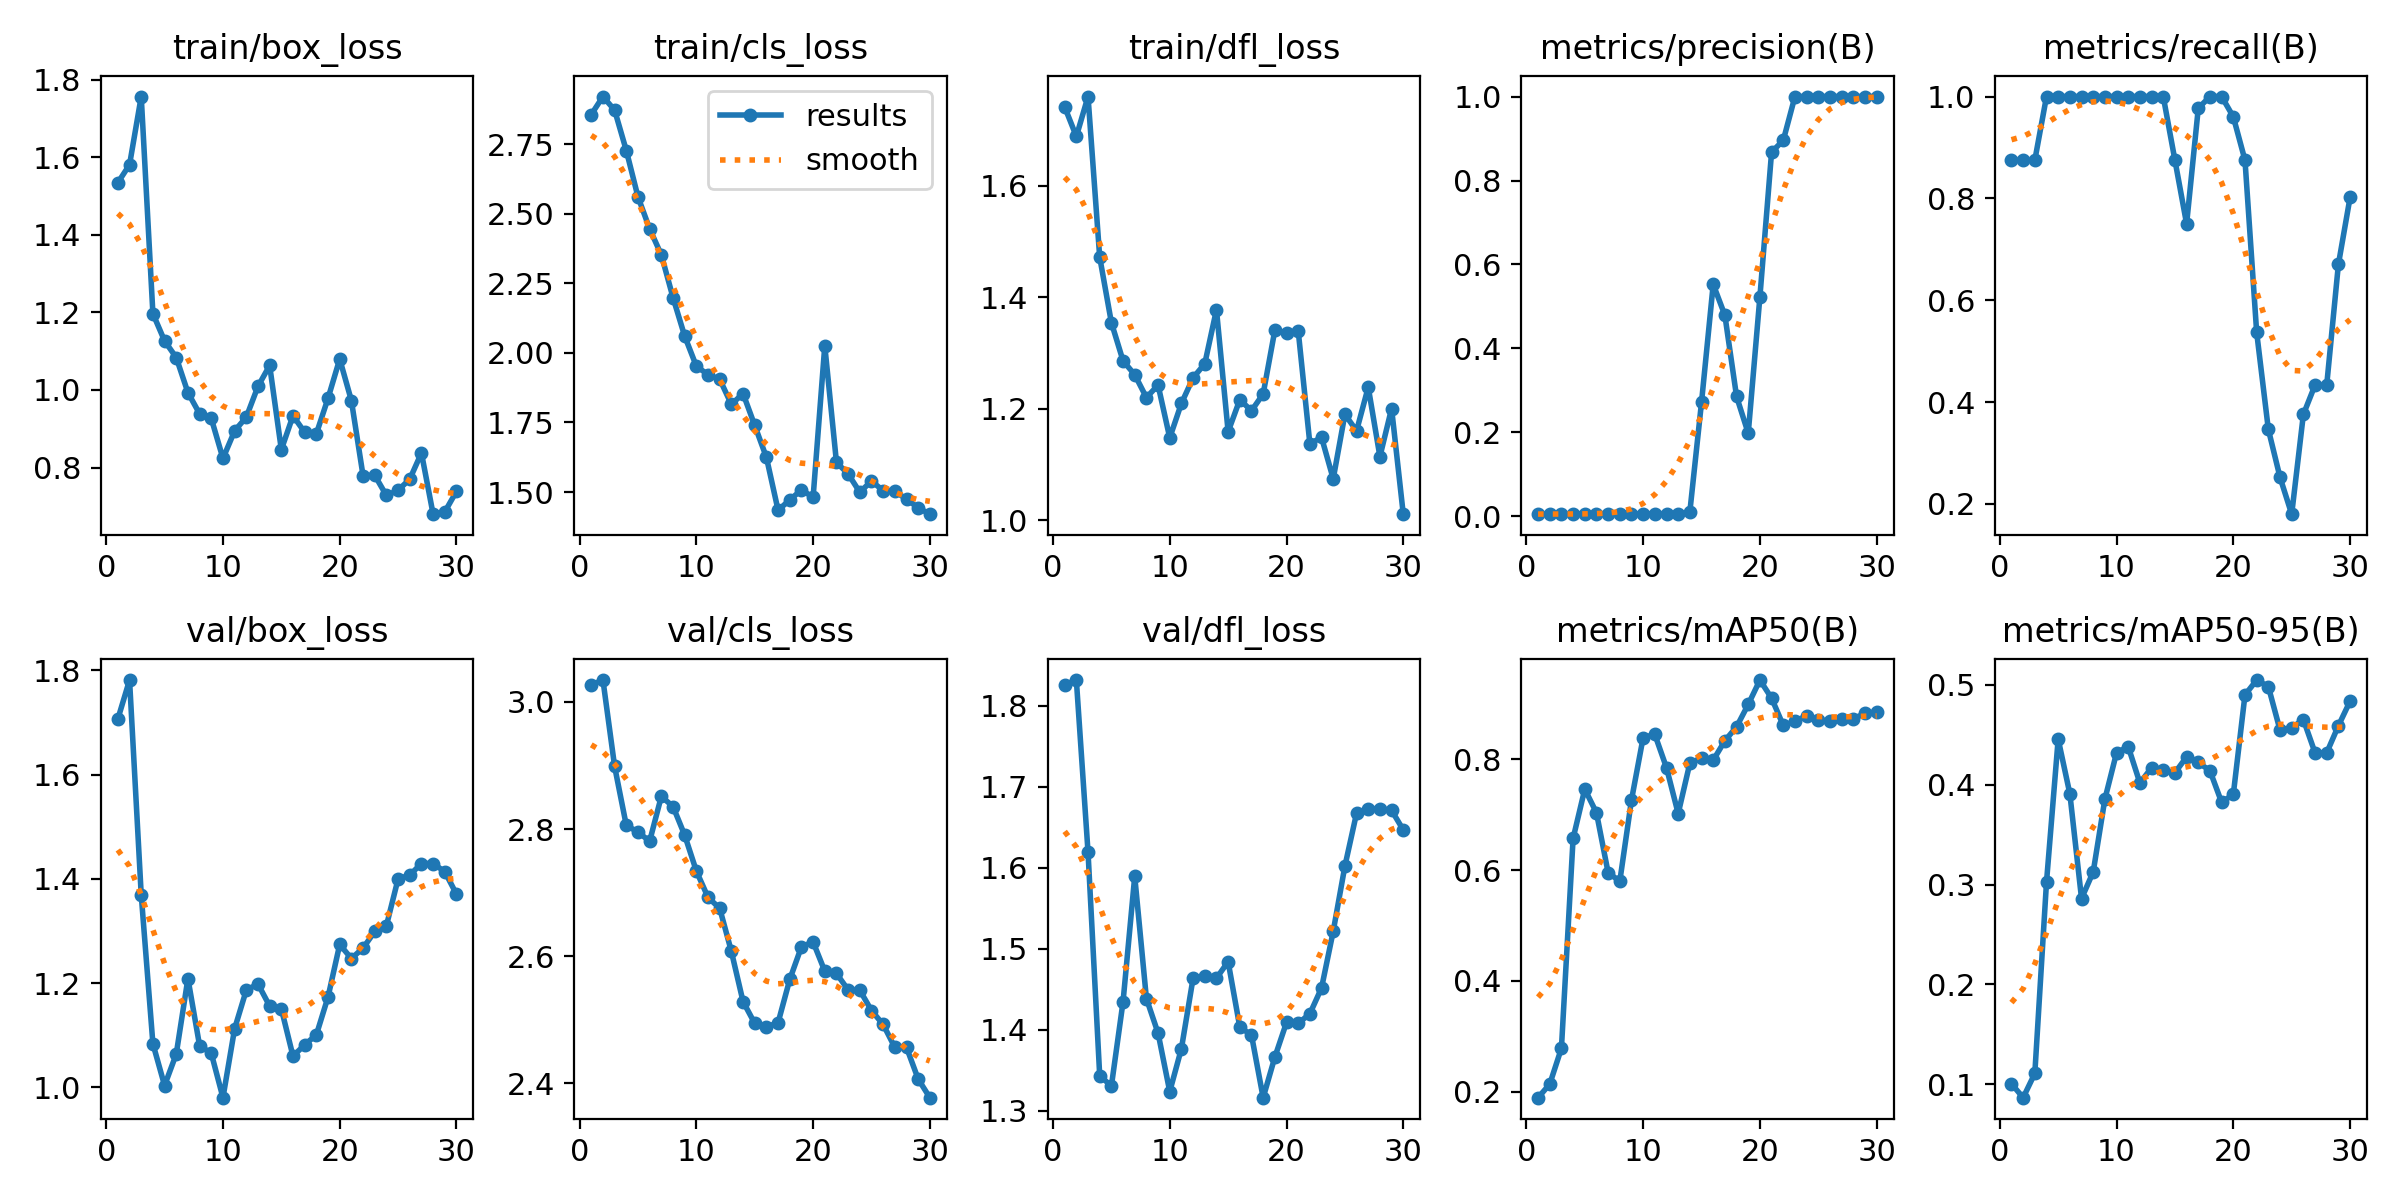 train/box_loss
1.8
1.6
1.4
1.2
1.0
0.8
0 10 20 30
train/cls_loss
results
smooth
2.75
2.50
2.25
2.00
1.75
1.50
0 10 20 30
train/dfl_loss
1.6
1.4
1.2
1.0
0 10 20 30
metrics/precision(B)
1.0
0.8
0.6
0.4
0.2
0.0
0 10 20 30
metrics/recall(B)
1.0
0.8
0.6
0.4
0.2
0 10 20 30
val/box_loss
1.8
1.6
1.4
1.2
1.0
0 10 20 30
val/cls_loss
3.0
2.8
2.6
2.4
0 10 20 30
val/dfl_loss
1.8
1.7
1.6
1.5
1.4
1.3
0 10 20 30
metrics/mAP50(B)
0.8
0.6
0.4
0.2
0 10 20 30
metrics/mAP50-95(B)
0.5
0.4
0.3
0.2
0.1
0 10 20 30